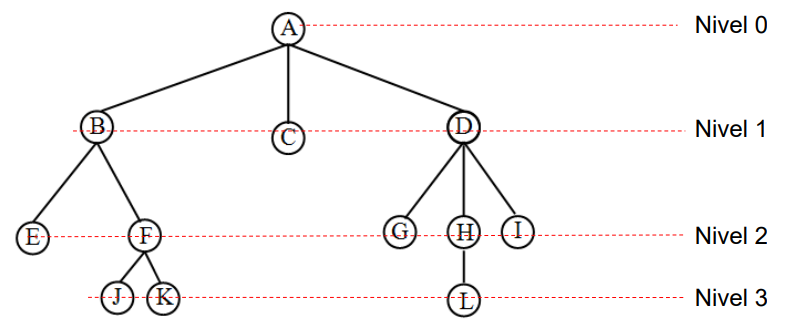 A Nivel 0
B C D Nivel 1
E F G H I Nivel 2
J K L Nivel 3